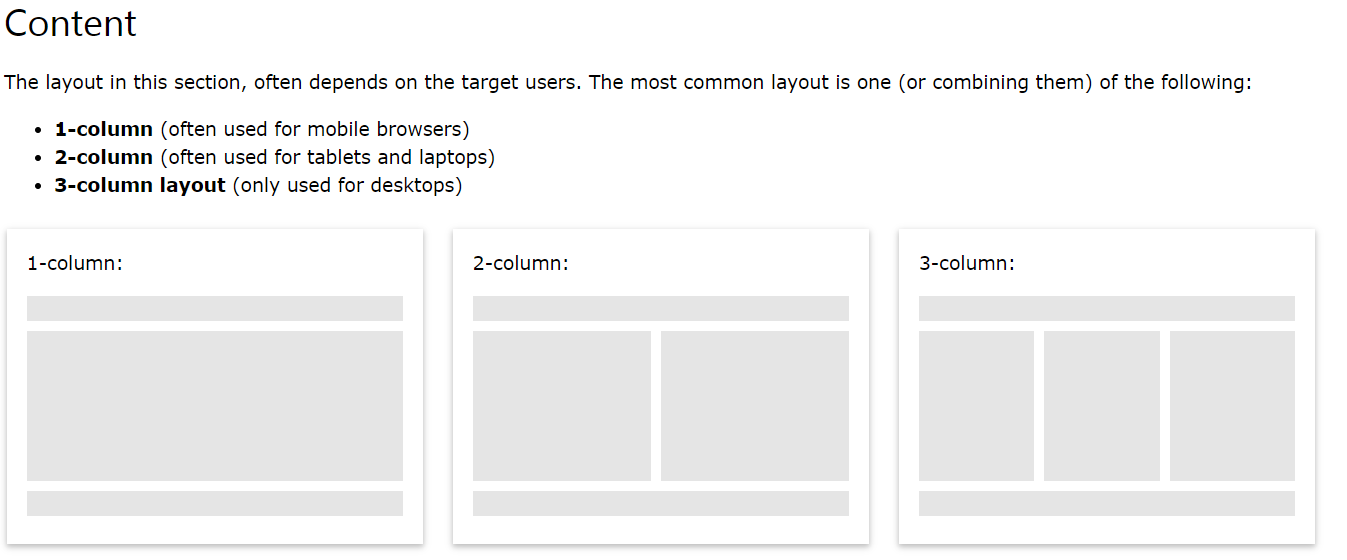 Content
The layout in this section, often depends on the target users. The most common layout is one (or combining them) of the following:
• 1-column (often used for mobile browsers)
• 2-column (often used for tablets and laptops)
• 3-column layout (only used for desktops)
1-column:
2-column:
3-column: